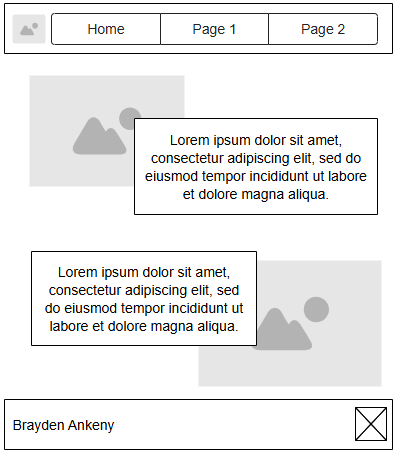 Home Page 1 Page 2
Lorem ipsum dolor sit amet,
consectetur adipiscing elit, sed do
eiusmod tempor incididunt ut labore
et dolore magna aliqua.
Lorem ipsum dolor sit amet,
consectetur adipiscing elit, sed
do eiusmod tempor incididunt ut
labore et dolore magna aliqua.
Brayden Ankeny